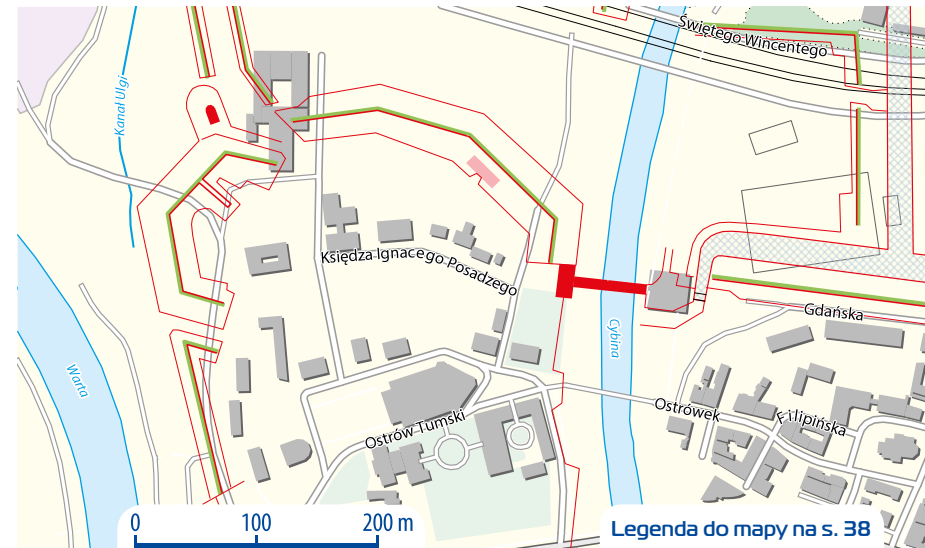 Świętego Wincentego
Kanał Ulgi
Księdza Ignacego Posadzego
Gdańska
Cybina
Warta
Ostrówek
Filipińska
Ostrów Tumski
0 100 200 m
Legenda do mapy na s. 38